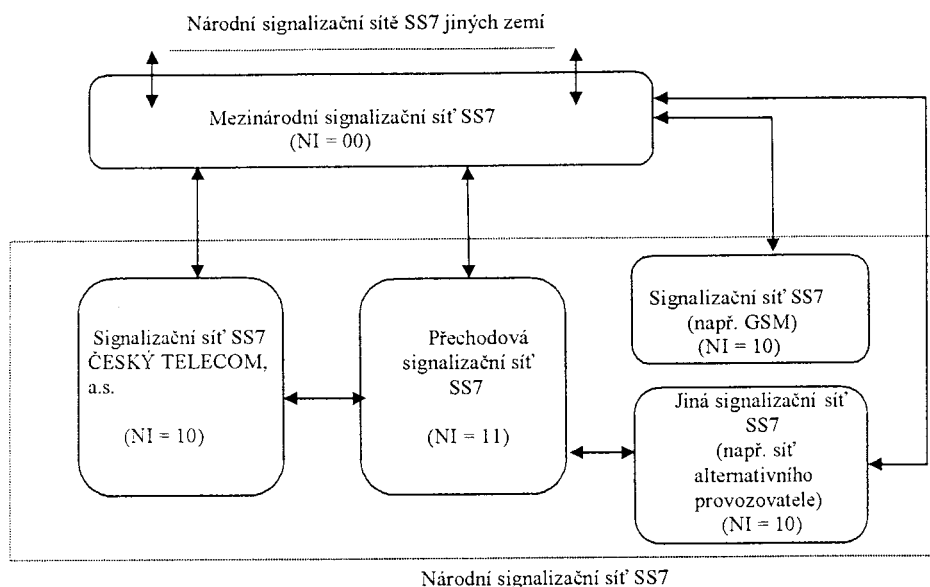 Národní signalizační sítě SS7 jiných zemí
Mezinárodní signalizační síť SS7
(NI = 00)
Signalizační síť SS7
ČESKÝ TELECOM,
a.s.
(NI = 10)
Přechodová
signalizační síť
SS7
(NI = 11)
Signalizační síť SS7
(např. GSM)
(NI = 10)
Jiná signalizační síť
SS7
(např. síť
alternativního
provozovatele)
(NI = 10)
Národní signalizační síť SS7